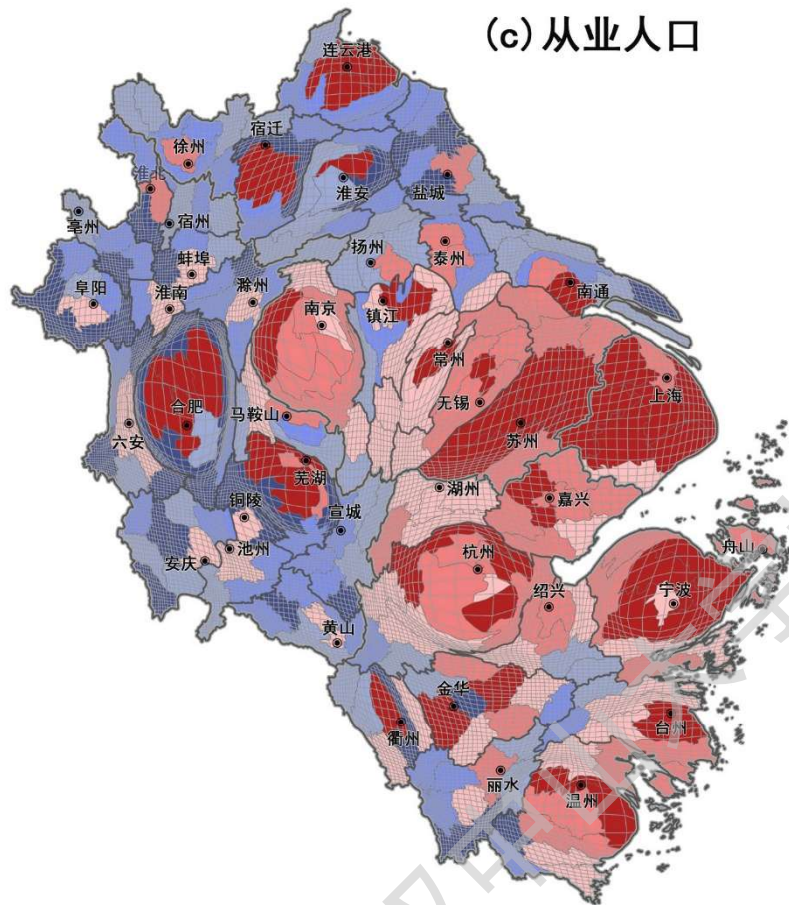 (c)从业人口
连云港
徐州
宿迁
淮北
淮安
盐城
亳州
宿州
蚌埠
扬州
泰州
阜阳
淮南
滁州
南京
镇江
南通
常州
上海
合肥
马鞍山
无锡
苏州
六安
芜湖
湖州
嘉兴
铜陵
宣城
杭州
舟山
安庆
池州
绍兴
宁波
黄山
金华
衢州
台州
丽水
温州